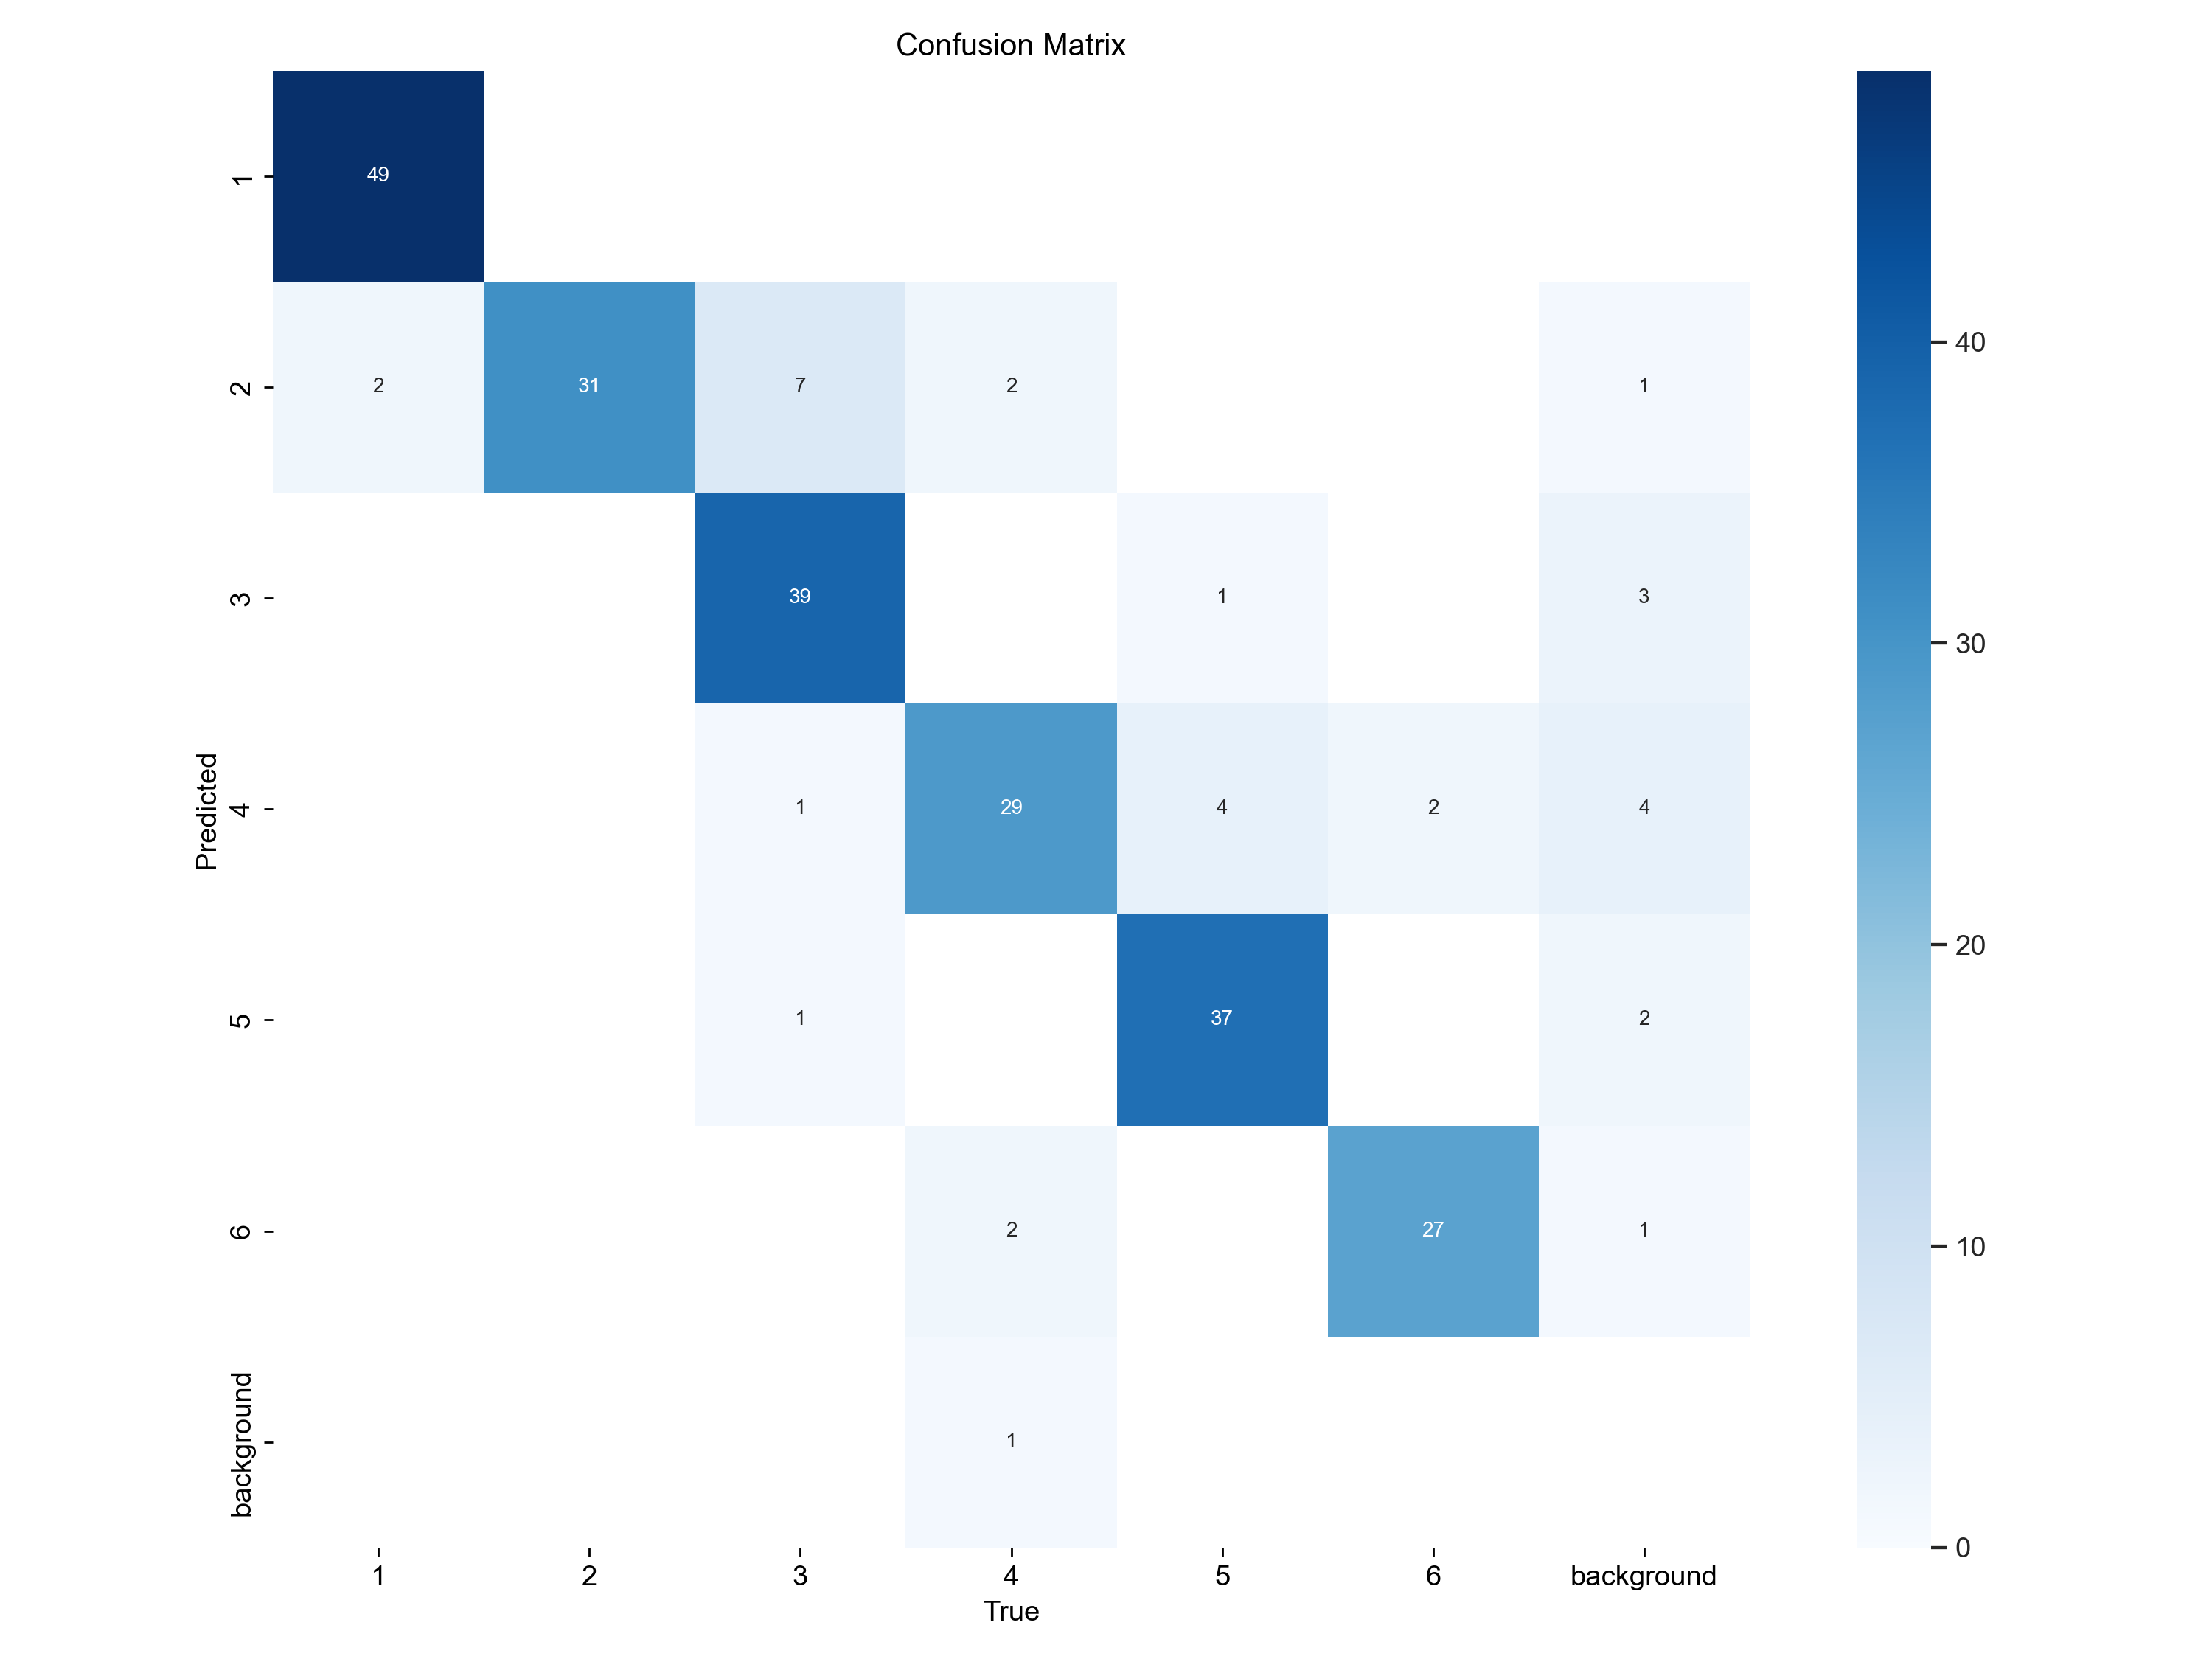 Confusion Matrix
1 49
2 2 31 7 2 1
3 39 1 3
4 1 29 4 2 4
5 1 37 2
6 2 27 1
background 1
1 2 3 4 5 6 background
True
Predicted
40
30
20
10
0